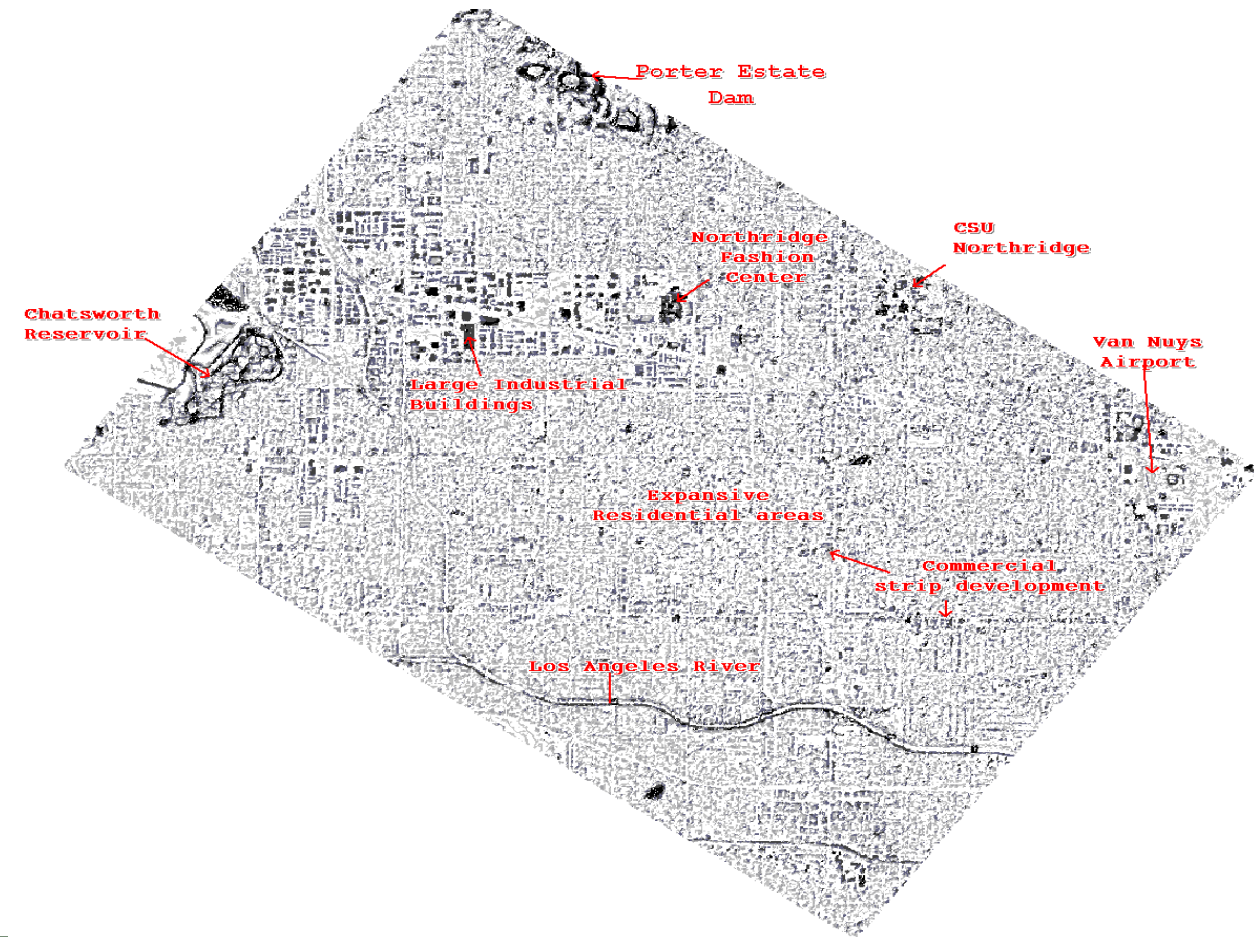 Porter Estate
Dam
CSU
Northridge
Northridge
Fashion
Center
Chatsworth
Reservoir
Van Nuys
Airport
Large Industrial
Buildings
Expansive
Residential areas
Commercial
strip development
Los Angeles River